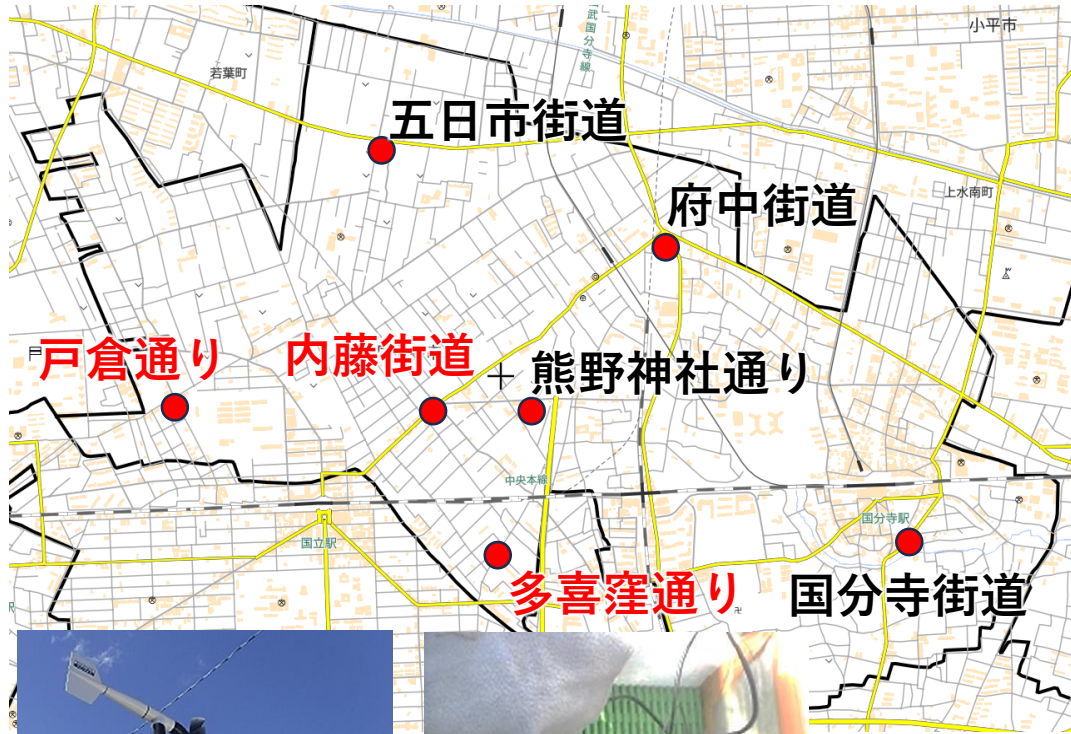 小平市
武国分寺線
若葉町
五日市街道
上水南町
府中街道
戸倉通り
内藤街道
熊野神社通り
中央本線
国分寺駅
国立駅
多喜窪通り
国分寺街道